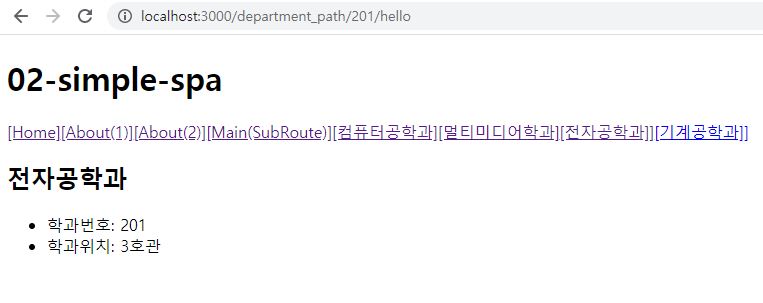 localhost:3000/department_path/201/hello
02-simple-spa
[Home][About(1)][About(2)][Main(SubRoute)][컴퓨터공학과][멀티미디어학과][전자공학과]][기계공학과]]
전자공학과
• 학과번호: 201
• 학과위치: 3호관